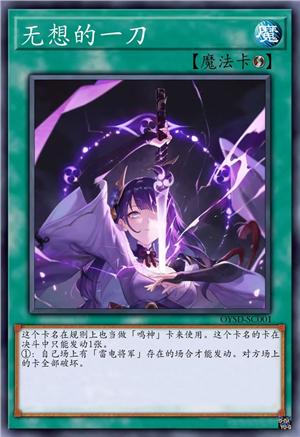 无想的一刀
魔
【魔法卡】
OYSD-SC001
这个卡名在规则上也当做「鸣神」卡来使用。这个卡名的卡在
决斗中只能发动1张。
①：自己场上有「雷电将军」存在的场合才能发动。对方场上
的卡全部破坏。